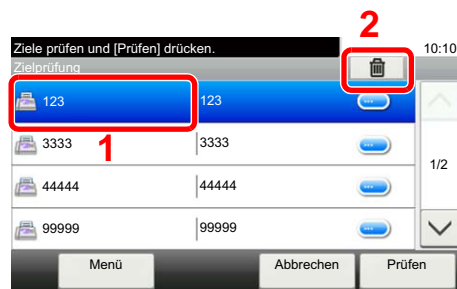 2
Ziele prüfen und [Prüfen] drücken.
10:10
Zielprüfung
123 123
1
3333 3333
1/2
44444 44444
99999 99999
Menü Abbrechen Prüfen